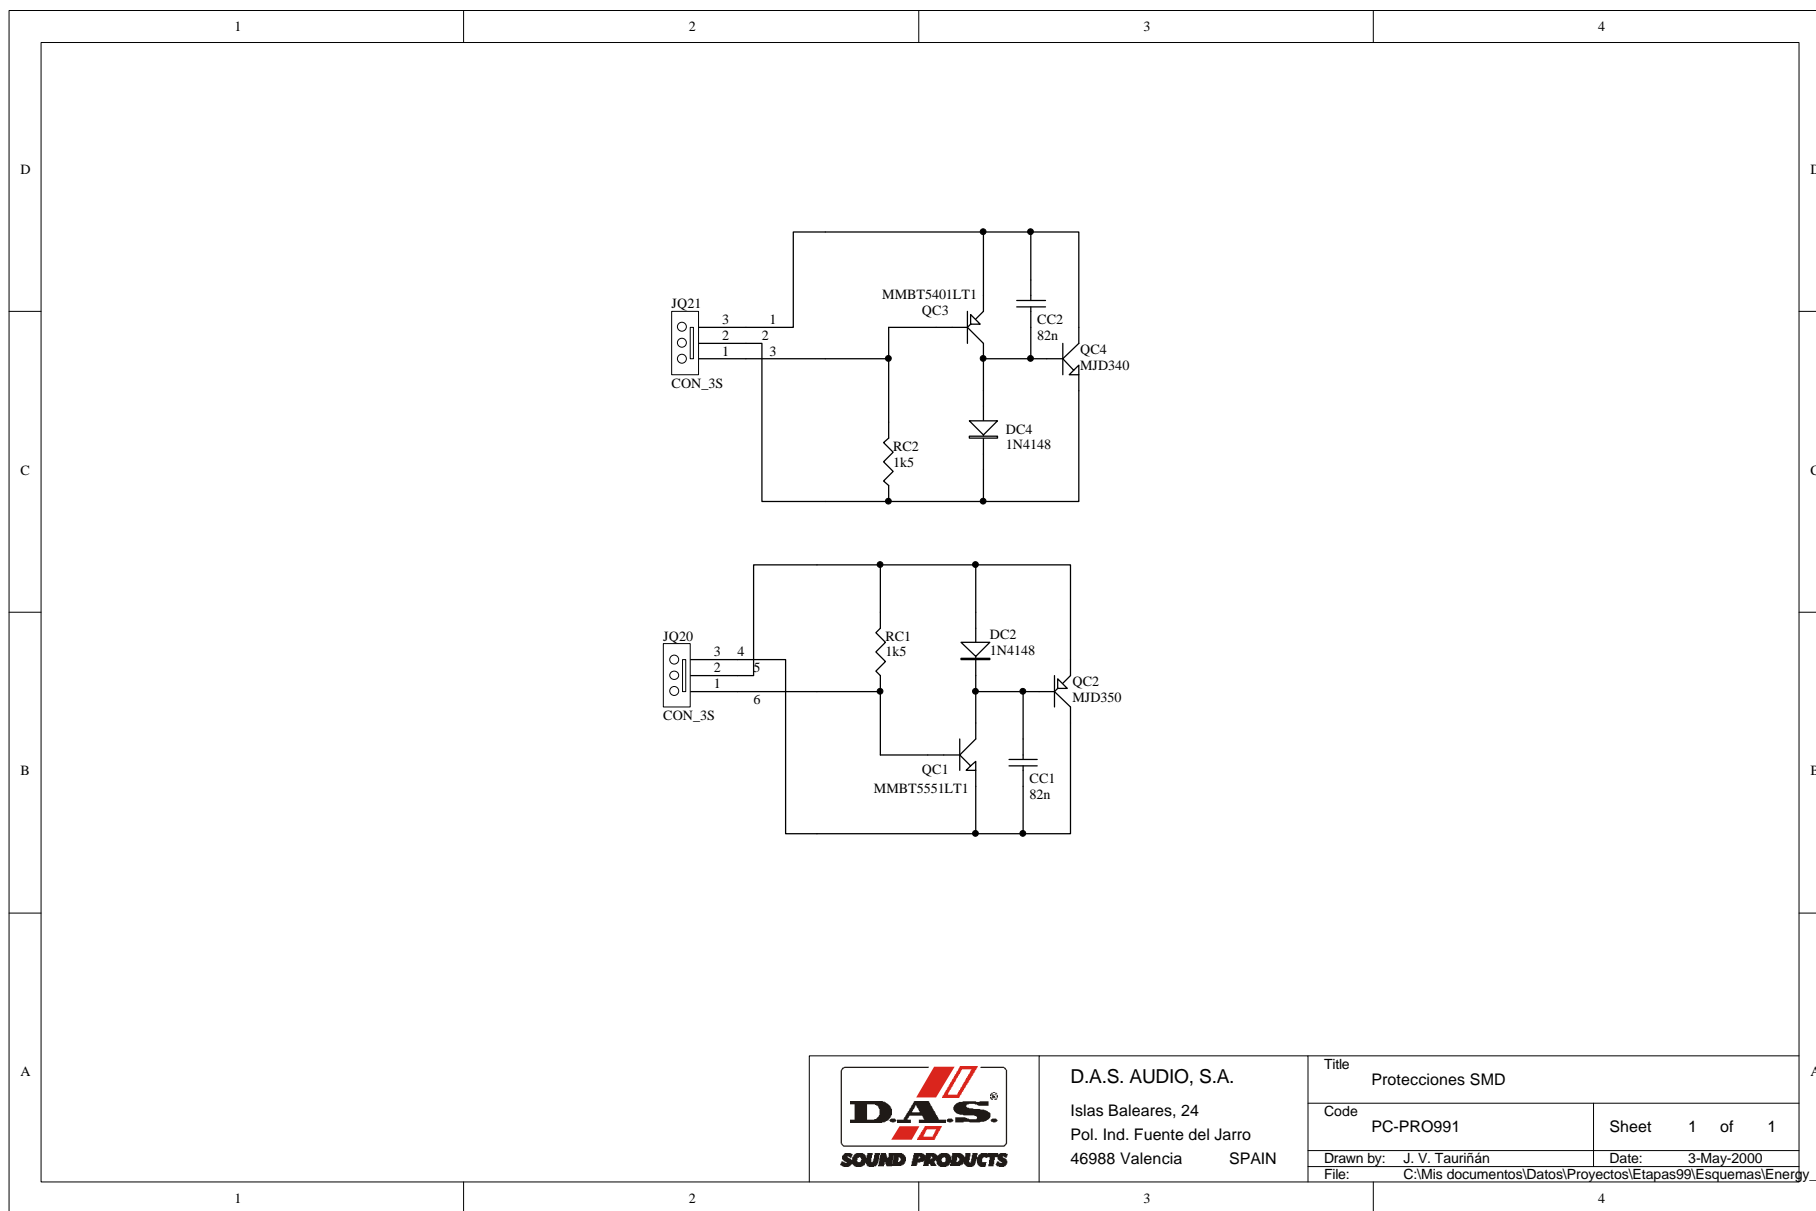 1 2 3 4
D D
JQ21
3 1
2 2
1 3
CON_3S
MMBT5401LT1
QC3
CC2
82n
QC4
MJD340
DC4
1N4148
RC2
1k5
C C
JQ20
3 4
2 5
1
6
CON_3S
RC1
1k5
DC2
1N4148
QC2
MJD350
QC1
MMBT5551LT1
CC1
82n
B B
A A
D.A.S.®
SOUND PRODUCTS
D.A.S. AUDIO, S.A.
Islas Baleares, 24
Pol. Ind. Fuente del Jarro
46988 Valencia SPAIN
Title
Protecciones SMD
Code
PC-PRO991
Sheet 1 of 1
Drawn by: J. V. Tauriñán
Date: 3-May-2000
File: C:\Mis documentos\Datos\Proyectos\Etapas99\Esquemas\Energy_
1 2 3 4